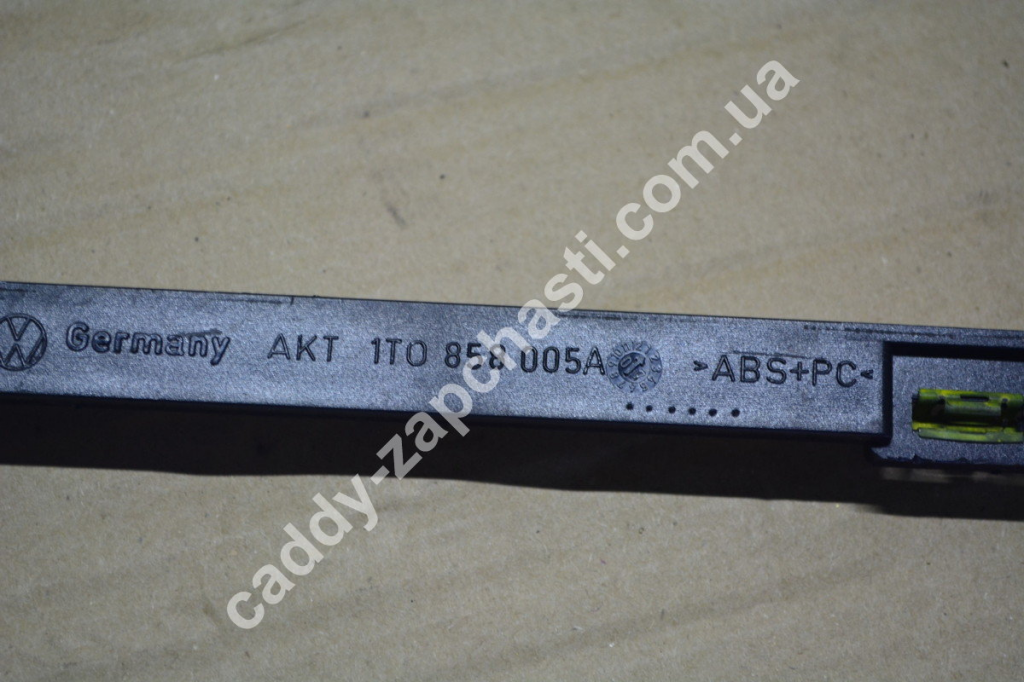 Germany AKT 1T0 858 005A >ABS+PC<
caddy-zapchasti.com.ua